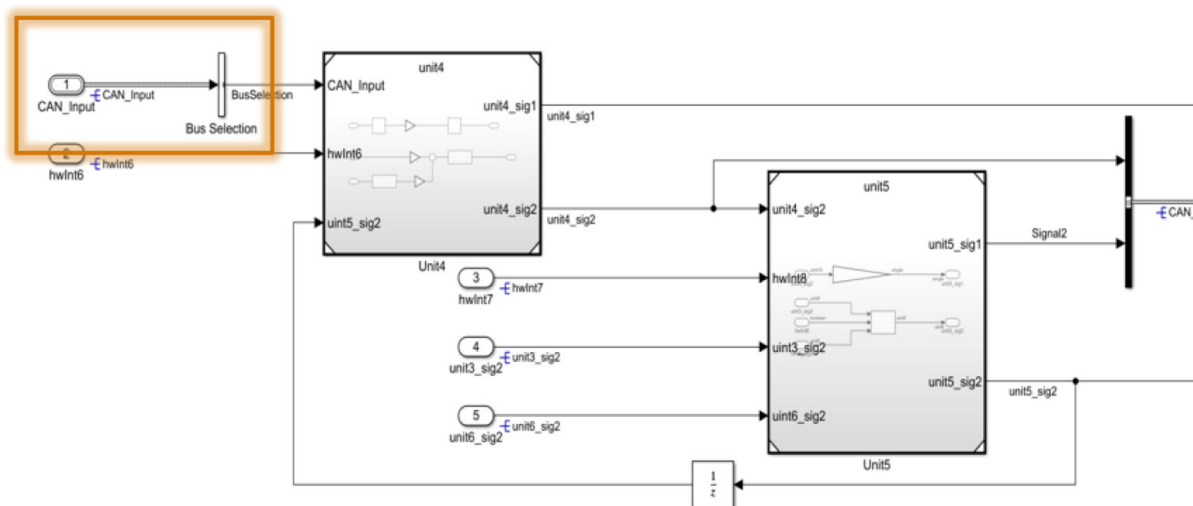 1
CAN_Input
CAN_Input
BusSelection
Bus Selection
2
hwInt6
hwInt6
unit4
CAN_Input
hwInt6
uint5_sig2
unit4_sig1
unit4_sig2
Unit4
unit4_sig1
unit4_sig2
3
hwInt7
hwInt7
4
unit3_sig2
unit3_sig2
5
unit6_sig2
unit6_sig2
unit5
unit4_sig2
hwInt8
uint3_sig2
uint6_sig2
unit5_sig1
unit5_sig2
Unit5
Signal2
unit5_sig2
CAN_
1
z